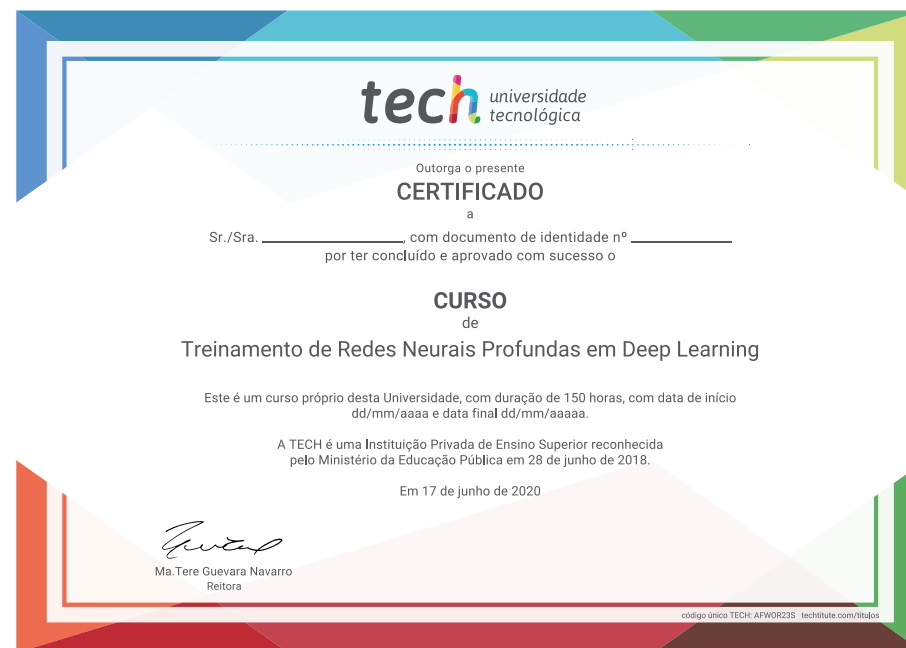 tech universidade
tecnológica
Outorga o presente
CERTIFICADO
a
Sr./Sra. ____________, com documento de identidade nº ____________
por ter concluído e aprovado com sucesso o
CURSO
de
Treinamento de Redes Neurais Profundas em Deep Learning
Este é um curso próprio desta Universidade, com duração de 150 horas, com data de início
dd/mm/aaaa e data final dd/mm/aaaaa.
A TECH é uma Instituição Privada de Ensino Superior reconhecida
pelo Ministério da Educação Pública em 28 de junho de 2018.
Em 17 de junho de 2020
Ma.Tere Guevara Navarro
Reitora
código único TECH: AFWOR23S techtitute.com/títulos